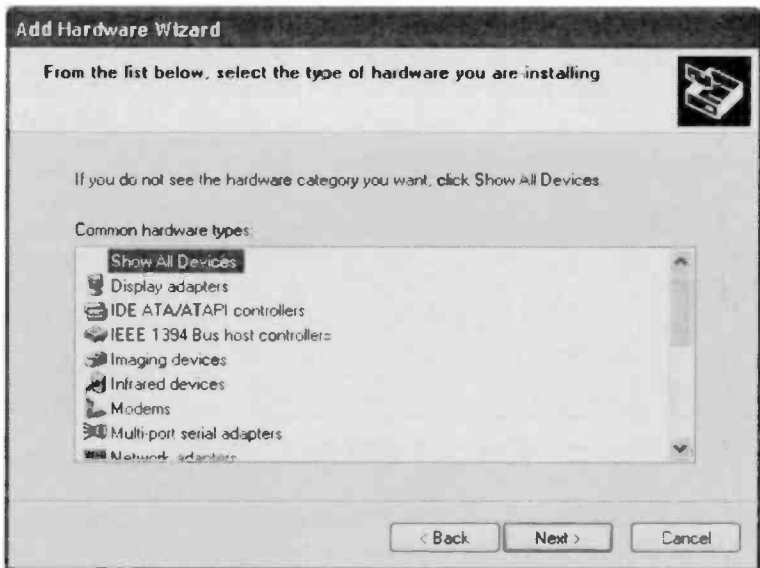 Add Hardware Wizard
From the list below, select the type of hardware you are installing
If you do not see the hardware category you want, click Show All Devices
Common hardware types:
Show All Devices
Display adapters
IDE ATA/ATAPI controllers
IEEE 1394 Bus host controllers
Imaging devices
Infrared devices
Modems
Multi-port serial adapters
Network adapters
< Back
Next >
Cancel